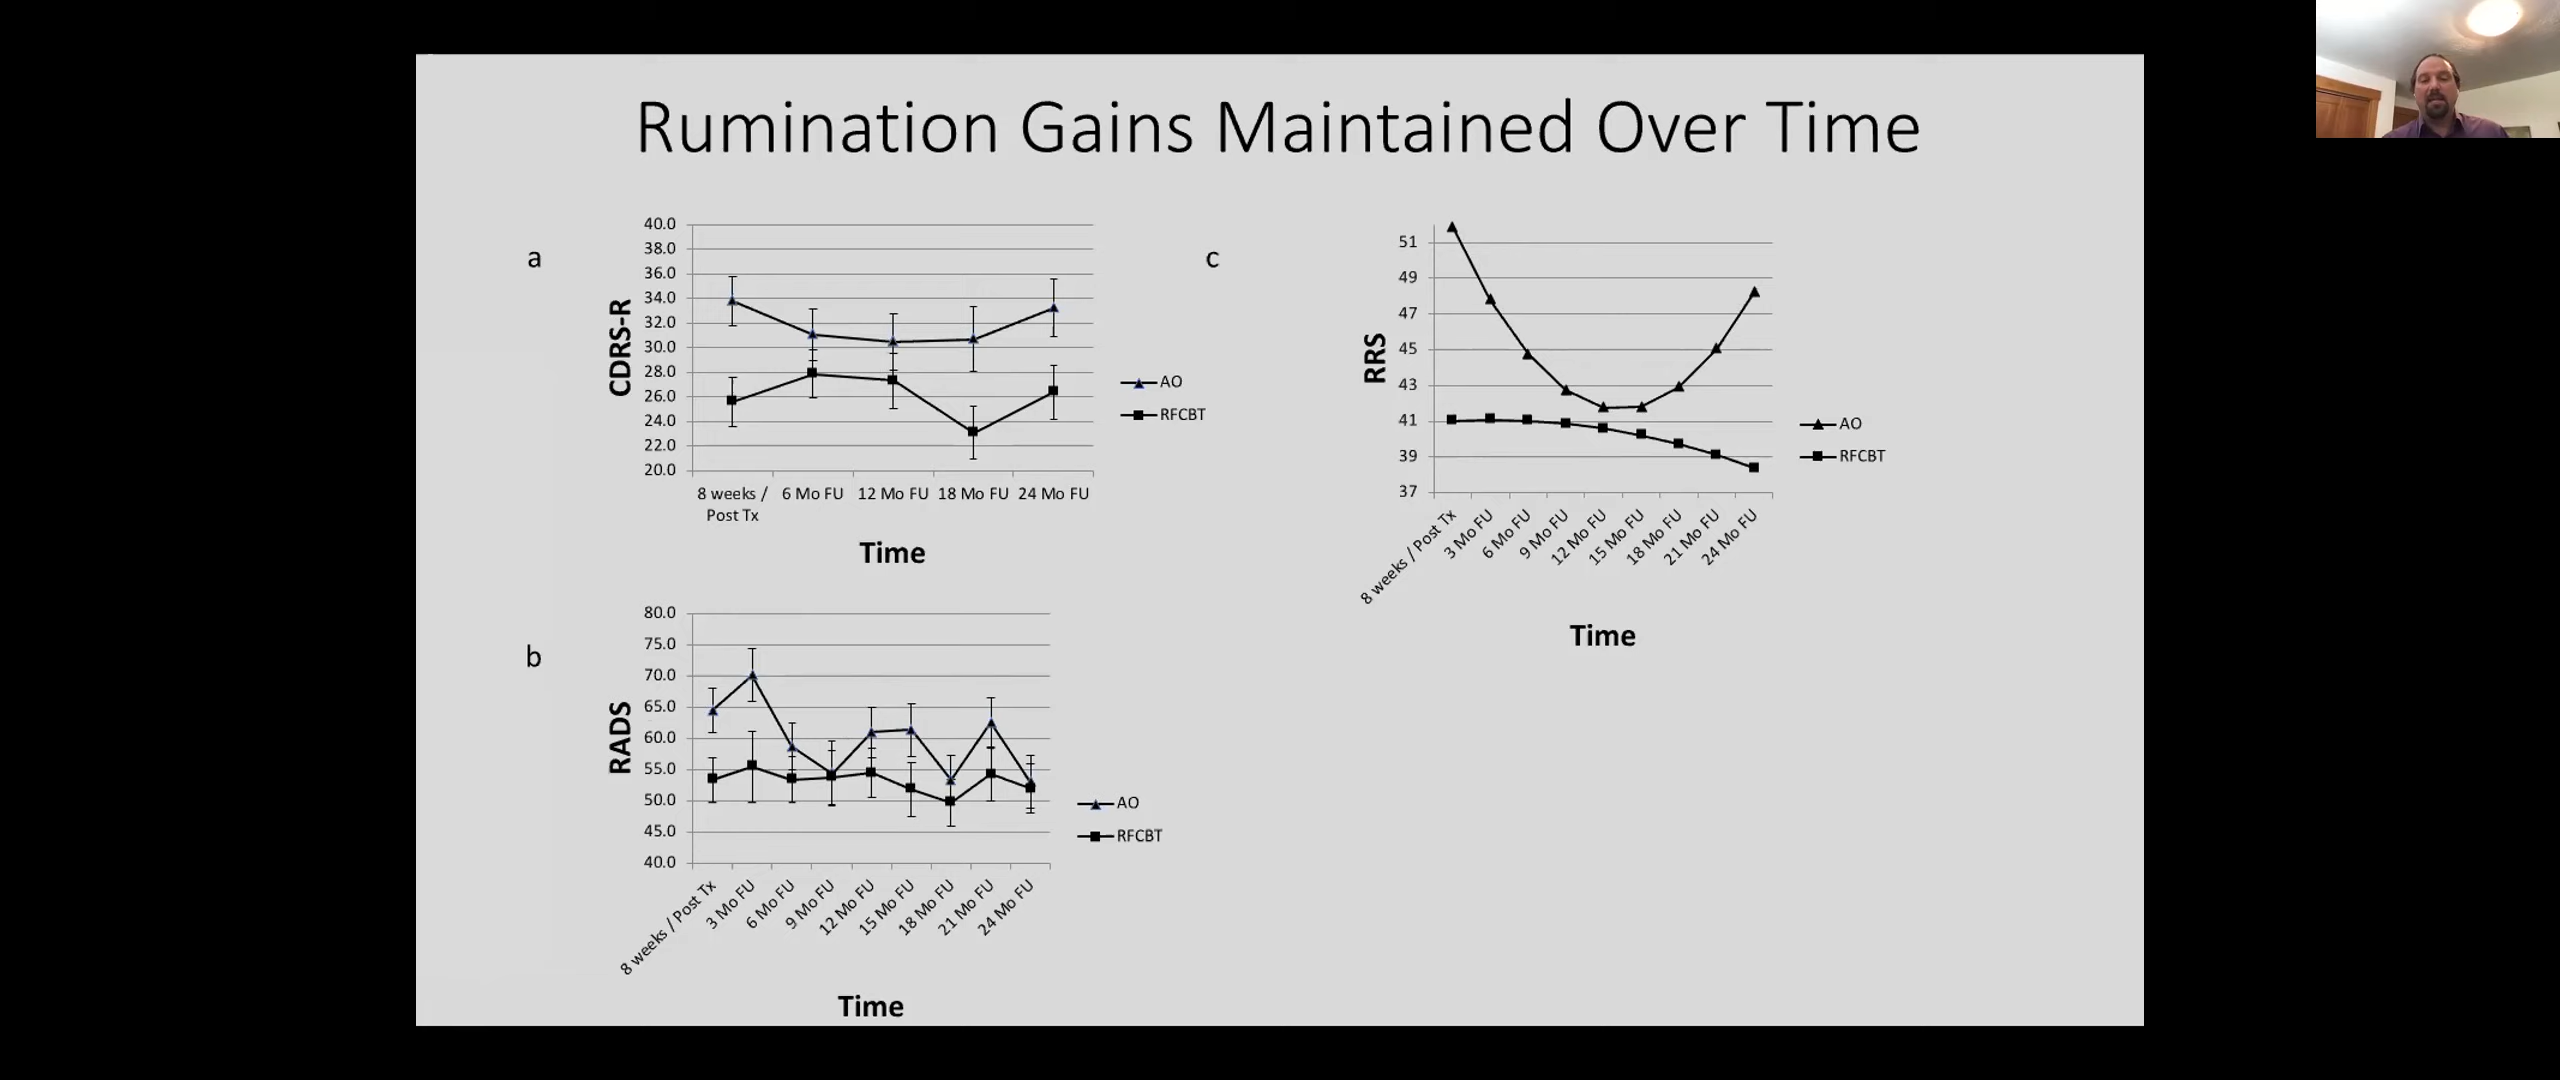 Rumination Gains Maintained Over Time
a
CDRS-R
40.0
38.0
36.0
34.0
32.0
30.0
28.0
26.0
24.0
22.0
20.0
8 weeks / Post Tx
6 Mo FU
12 Mo FU
18 Mo FU
24 Mo FU
Time
AO
RFCBT
b
RADS
80.0
75.0
70.0
65.0
60.0
55.0
50.0
45.0
40.0
8 weeks / Post Tx
3 Mo FU
6 Mo FU
9 Mo FU
12 Mo FU
15 Mo FU
18 Mo FU
21 Mo FU
24 Mo FU
Time
AO
RFCBT
c
RRS
51
49
47
45
43
41
39
37
8 weeks / Post Tx
3 Mo FU
6 Mo FU
9 Mo FU
12 Mo FU
15 Mo FU
18 Mo FU
21 Mo FU
24 Mo FU
Time
AO
RFCBT